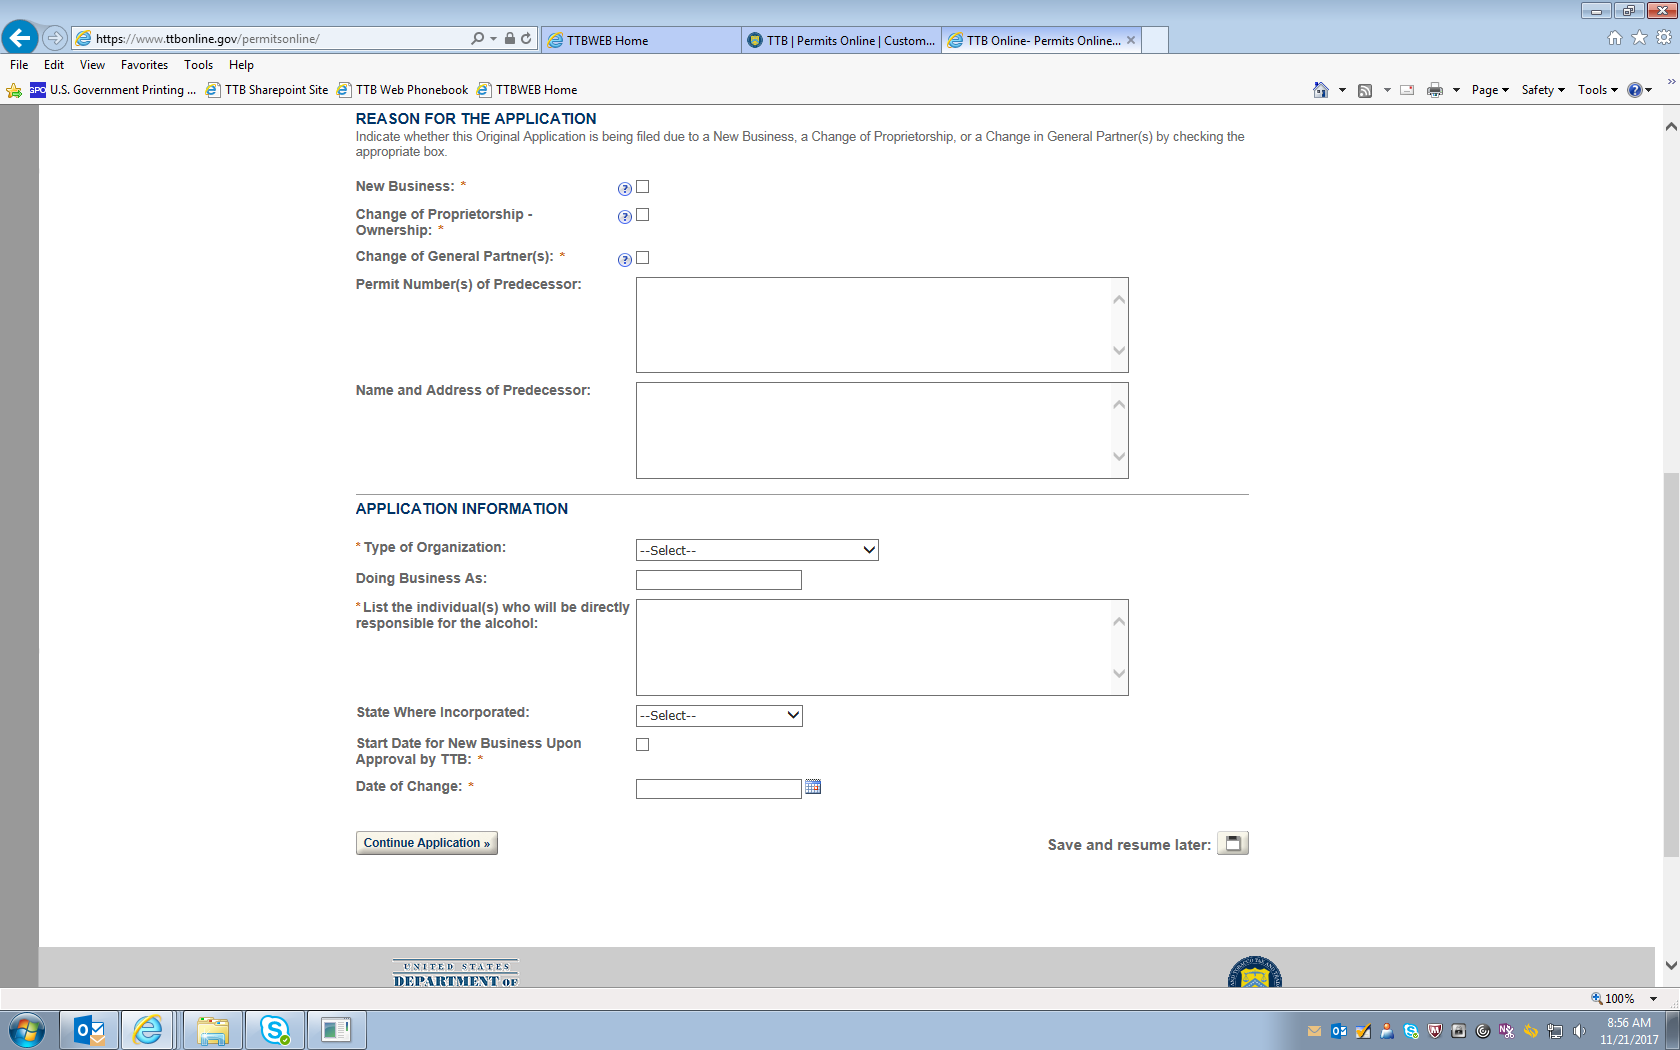 https://www.ttbonline.gov/permitsonline/
TTBWEB Home
TTB | Permits Online | Custom...
TTB Online- Permits Online...
File Edit View Favorites Tools Help
GPO U.S. Government Printing ... TTB Sharepoint Site TTB Web Phonebook TTBWEB Home
Page Safety Tools
REASON FOR THE APPLICATION
Indicate whether this Original Application is being filed due to a New Business, a Change of Proprietorship, or a Change in General Partner(s) by checking the
appropriate box.
New Business: *
Change of Proprietorship -
Ownership: *
Change of General Partner(s): *
Permit Number(s) of Predecessor:
Name and Address of Predecessor:
APPLICATION INFORMATION
* Type of Organization:
--Select--
Doing Business As:
* List the individual(s) who will be directly
responsible for the alcohol:
State Where Incorporated:
--Select--
Start Date for New Business Upon
Approval by TTB: *
Date of Change: *
Continue Application »
Save and resume later:
UNITED STATES
DEPARTMENT OF
100%
8:56 AM
11/21/2017